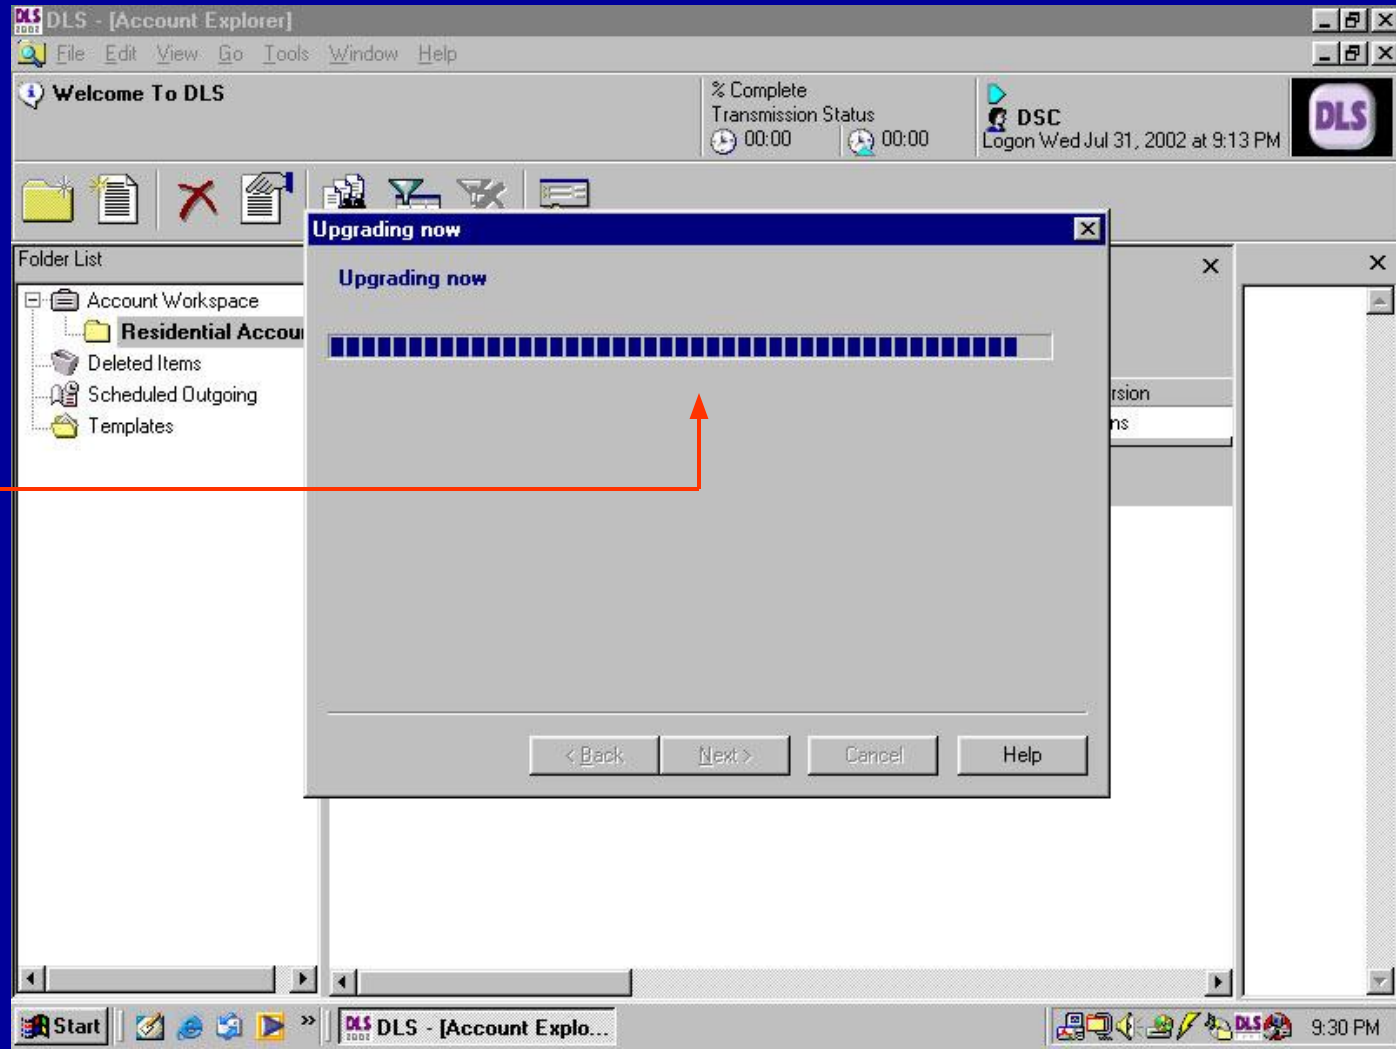 DLS - [Account Explorer]
File Edit View Go Tools Window Help
Welcome To DLS
% Complete
Transmission Status
00:00 00:00
DSC
Logon Wed Jul 31, 2002 at 9:13 PM
DLS
Upgrading now
Folder List
Upgrading now
Account Workspace
Residential Accou
Deleted Items
Scheduled Outgoing
Templates
rsion
ns
< Back Next > Cancel Help
Start
»
DLS 2002 DLS - [Account Explo...
DLS
9:30 PM